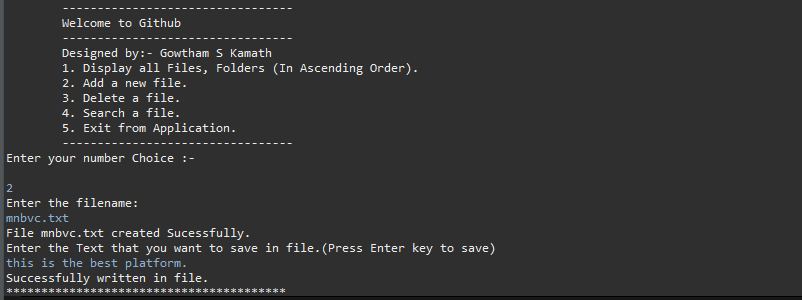 ---------------------------------
Welcome to Github
---------------------------------
Designed by:- Gowtham S Kamath
1. Display all Files, Folders (In Ascending Order).
2. Add a new file.
3. Delete a file.
4. Search a file.
5. Exit from Application.
---------------------------------
Enter your number Choice :-
2
Enter the filename:
mnbvc.txt
File mnbvc.txt created Sucessfully.
Enter the Text that you want to save in file.(Press Enter key to save)
this is the best platform.
Successfully written in file.
****************************************